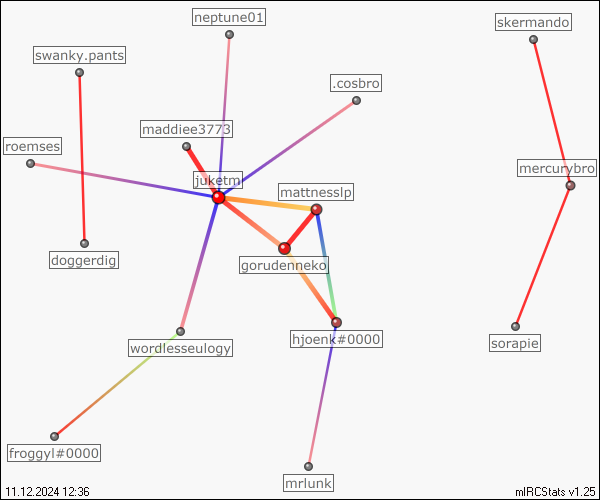 neptune01
skermando
swanky.pants
.cosbro
maddiee3773
roemses
mercurybro
juketm
mattnesslp
doggerdig
gorudenneko
hjoenk#0000
sorapie
wordlesseulogy
froggyl#0000
mrlunk
11.12.2024 12:36
mIRCStats v1.25